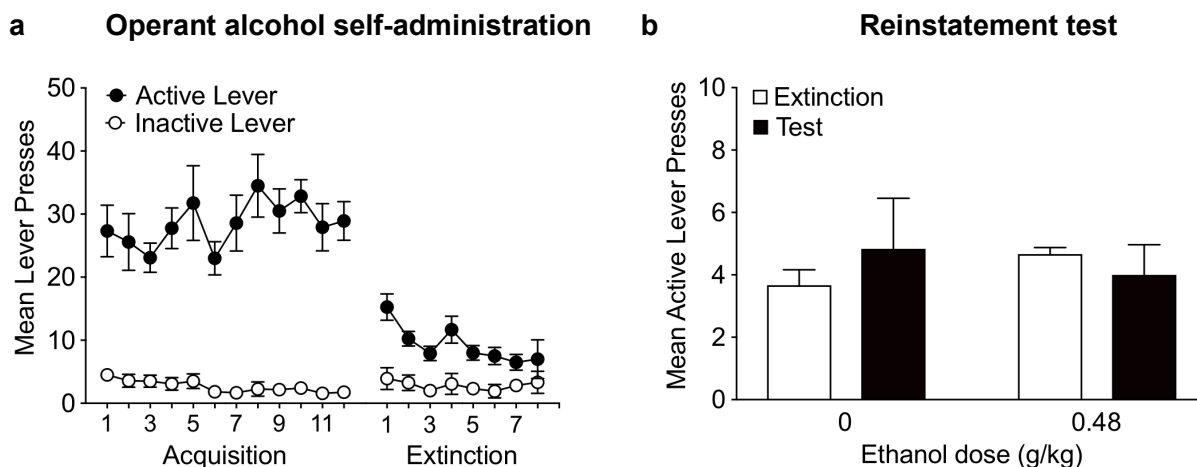 a Operant alcohol self-administration
50
40
30
20
10
0
Mean Lever Presses
Active Lever
Inactive Lever
1 3 5 7 9 11 1 3 5 7
Acquisition Extinction
b Reinstatement test
10
8
6
4
2
0
Mean Active Lever Presses
Extinction
Test
0 0.48
Ethanol dose (g/kg)